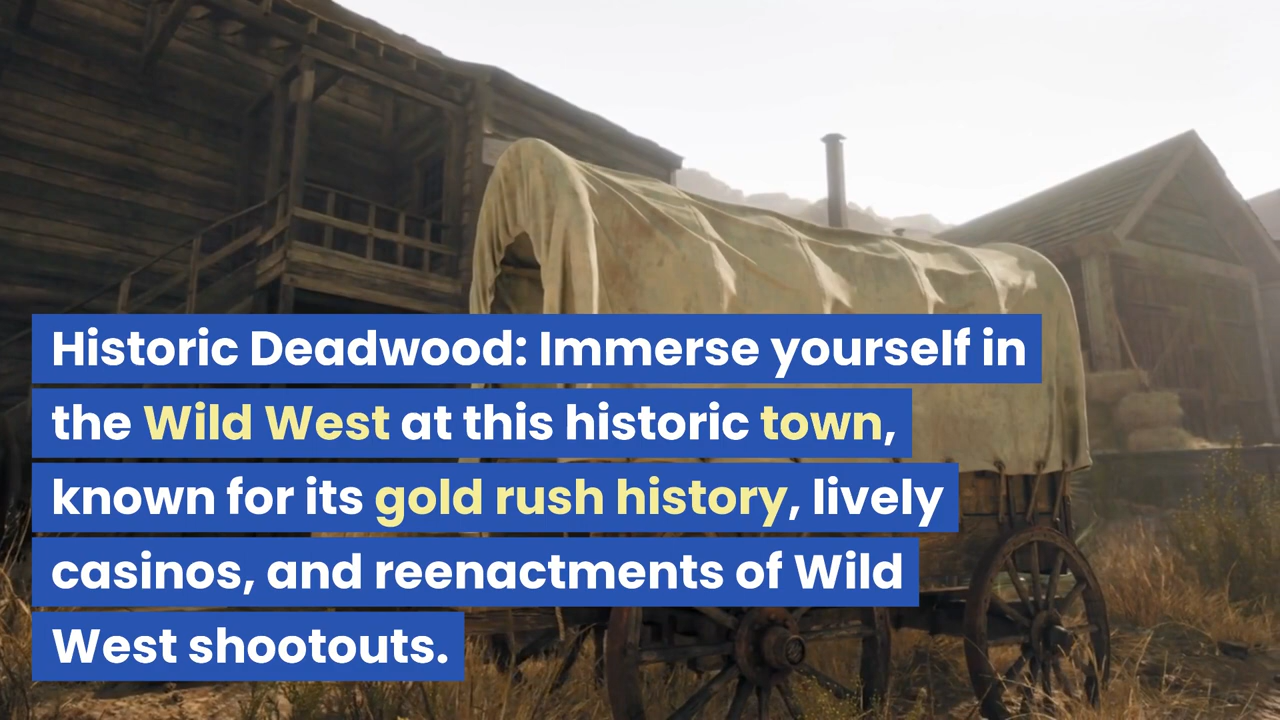 Historic Deadwood: Immerse yourself in
the Wild West at this historic town,
known for its gold rush history, lively
casinos, and reenactments of Wild
West shootouts.